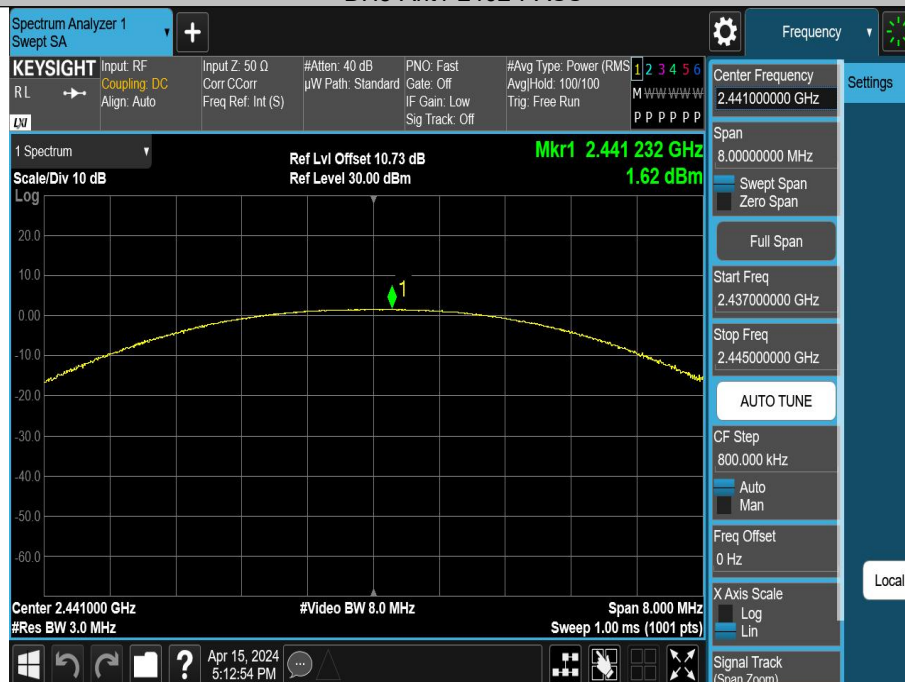 Spectrum Analyzer 1
Swept SA
+
Frequency
KEYSIGHT
RL
LXI
Input: RF
Coupling: DC
Align: Auto
Input Z: 50 Ω
Corr CCorr
Freq Ref: Int (S)
#Atten: 40 dB
µW Path: Standard
PNO: Fast
Gate: Off
IF Gain: Low
Sig Track: Off
#Avg Type: Power (RMS
Avg|Hold: 100/100
Trig: Free Run
1 2 3 4 5 6
M W W W W W
P P P P P P
1 Spectrum
Scale/Div 10 dB
Log
Ref Lvl Offset 10.73 dB
Ref Level 30.00 dBm
Mkr1 2.441 232 GHz
1.62 dBm
20.0
10.0
0.00
-10.0
-20.0
-30.0
-40.0
-50.0
-60.0
1
Center 2.441000 GHz
#Res BW 3.0 MHz
#Video BW 8.0 MHz
Span 8.000 MHz
Sweep 1.00 ms (1001 pts)
Center Frequency
2.441000000 GHz
Span
8.00000000 MHz
Swept Span
Zero Span
Full Span
Start Freq
2.437000000 GHz
Stop Freq
2.445000000 GHz
AUTO TUNE
CF Step
800.000 kHz
Auto
Man
Freq Offset
0 Hz
X Axis Scale
Log
Lin
Signal Track
(Span Zoom)
Settings
Local
?
Apr 15, 2024
5:12:54 PM